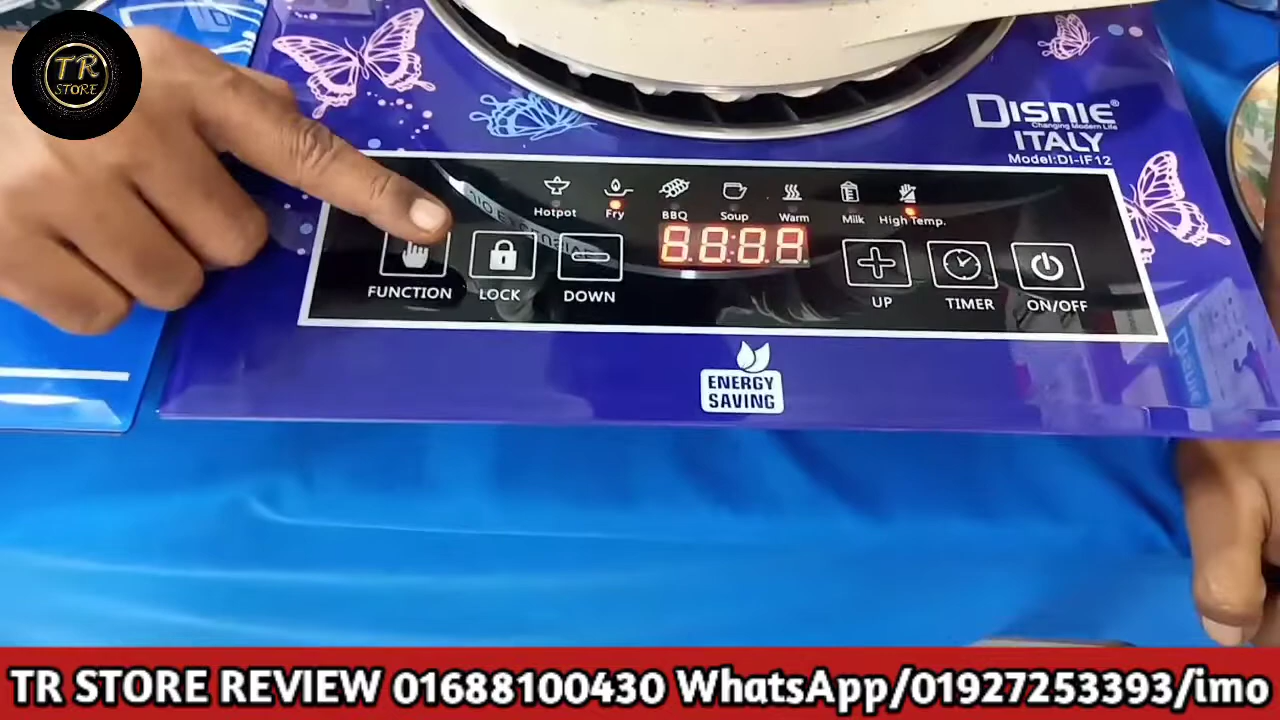 TR
STORE
DISNIE®
Changing Modern Life
ITALY
Model:DI-IF12
Hotpot
Fry
BBQ
Soup
Warm
Milk
High Temp.
FUNCTION
LOCK
DOWN
UP
TIMER
ON/OFF
ENERGY
SAVING
TR STORE REVIEW 01688100430 WhatsApp/01927253393/imo